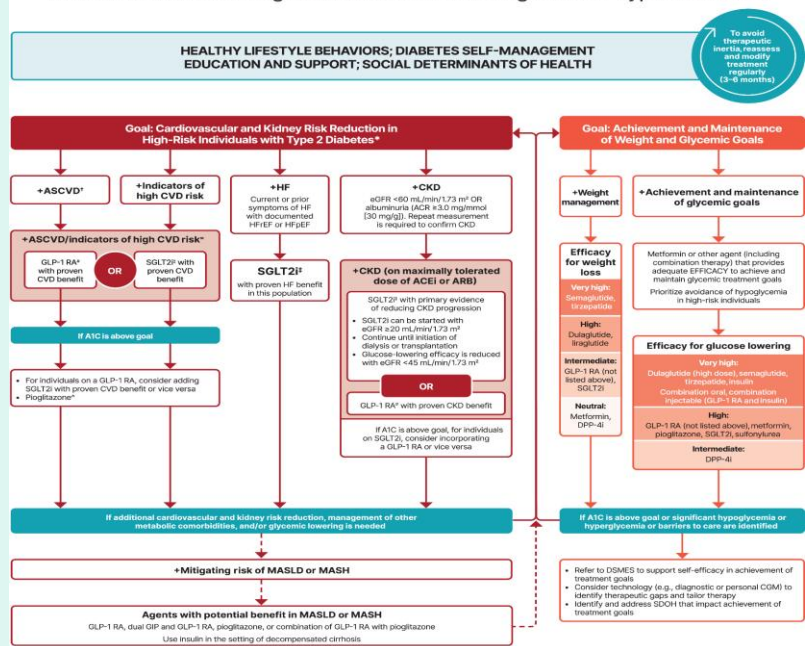 HEALTHY LIFESTYLE BEHAVIORS; DIABETES SELF-MANAGEMENT
EDUCATION AND SUPPORT; SOCIAL DETERMINANTS OF HEALTH
To avoid
therapeutic
inertia, reassess
and modify
treatment
regularly
(3–6 months)
Goal: Cardiovascular and Kidney Risk Reduction in
High-Risk Individuals with Type 2 Diabetes*
+ASCVD†
+Indicators of
high CVD risk
+ASCVD/indicators of high CVD risk
GLP-1 RA
with proven
CVD benefit
OR
SGLT2i
with proven
CVD benefit
If A1C is above goal
• For individuals on a GLP-1 RA, consider adding
SGLT2i with proven CVD benefit or vice versa
• Pioglitazone
+HF
Current or prior
symptoms of HF
with documented
HFrEF or HFpEF
SGLT2i
with proven HF benefit
in this population
+CKD
eGFR <60 mL/min/1.73 m² OR
albuminuria (ACR ≥3.0 mg/mmol
[30 mg/g]). Repeat measurement
is required to confirm CKD
+CKD (on maximally tolerated
dose of ACEi or ARB)
SGLT2i with primary evidence
of reducing CKD progression
• SGLT2i can be started with
eGFR ≥20 mL/min/1.73 m²
• Continue until initiation of
dialysis or transplantation
• Glucose-lowering efficacy is reduced
with eGFR <45 mL/min/1.73 m²
OR
GLP-1 RA with proven CKD benefit
If A1C is above goal, for individuals
on SGLT2i, consider incorporating
a GLP-1 RA or vice versa
If additional cardiovascular and kidney risk reduction, management of other
metabolic comorbidities, and/or glycemic lowering is needed
+Mitigating risk of MASLD or MASH
Agents with potential benefit in MASLD or MASH
GLP-1 RA, dual GIP and GLP-1 RA, pioglitazone, or combination of GLP-1 RA with pioglitazone
Use insulin in the setting of decompensated cirrhosis
Goal: Achievement and Maintenance
of Weight and Glycemic Goals
+Weight
management
Efficacy
for weight
loss
Very high:
Semaglutide,
tirzepatide
High:
Dulaglutide,
liraglutide
Intermediate:
GLP-1 RA (not
listed above),
SGLT2i
Neutral:
Metformin,
DPP-4i
+Achievement and maintenance
of glycemic goals
Metformin or other agent (including
combination therapy) that provides
adequate EFFICACY to achieve and
maintain glycemic treatment goals
Prioritize avoidance of hypoglycemia
in high-risk individuals
Efficacy for glucose lowering
Very high:
Dulaglutide (high dose), semaglutide,
tirzepatide, insulin
Combination oral, combination
injectable (GLP-1 RA and insulin)
High:
GLP-1 RA (not listed above), metformin,
pioglitazone, SGLT2i, sulfonylurea
Intermediate:
DPP-4i
If A1C is above goal or significant hypoglycemia or
hyperglycemia or barriers to care are identified
• Refer to DSMES to support self-efficacy in achievement of
treatment goals
• Consider technology (e.g., diagnostic or personal CGM) to
identify therapeutic gaps and tailor therapy
• Identify and address SDOH that impact achievement of
treatment goals